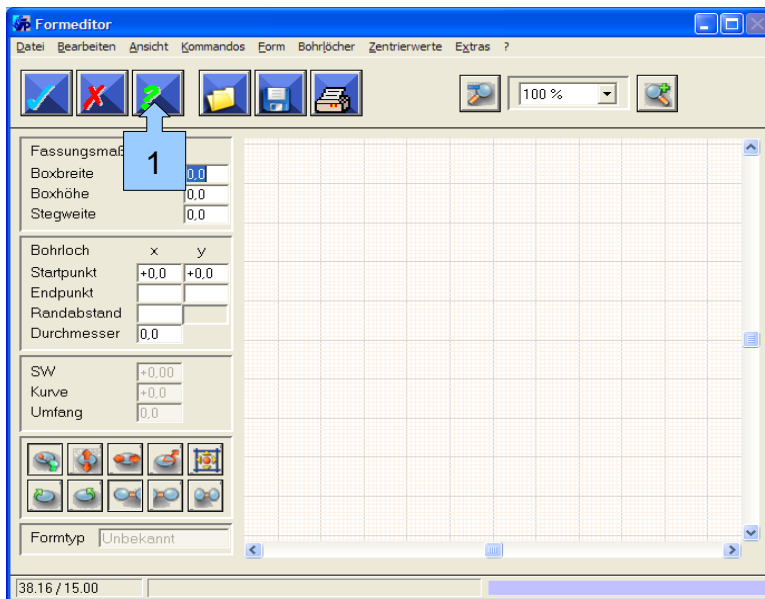 Formeditor
Datei Bearbeiten Ansicht Kommandos Form Bohrlöcher Zentrierwerte Extras ?
100 %
1
Fassungsmaß
Boxbreite 0,0
Boxhöhe 0,0
Stegweite 0,0
Bohrloch x y
Startpunkt +0,0 +0,0
Endpunkt
Randabstand
Durchmesser 0,0
SW +0,00
Kurve +0,0
Umfang 0,0
Formtyp Unbekannt
38.16 / 15.00